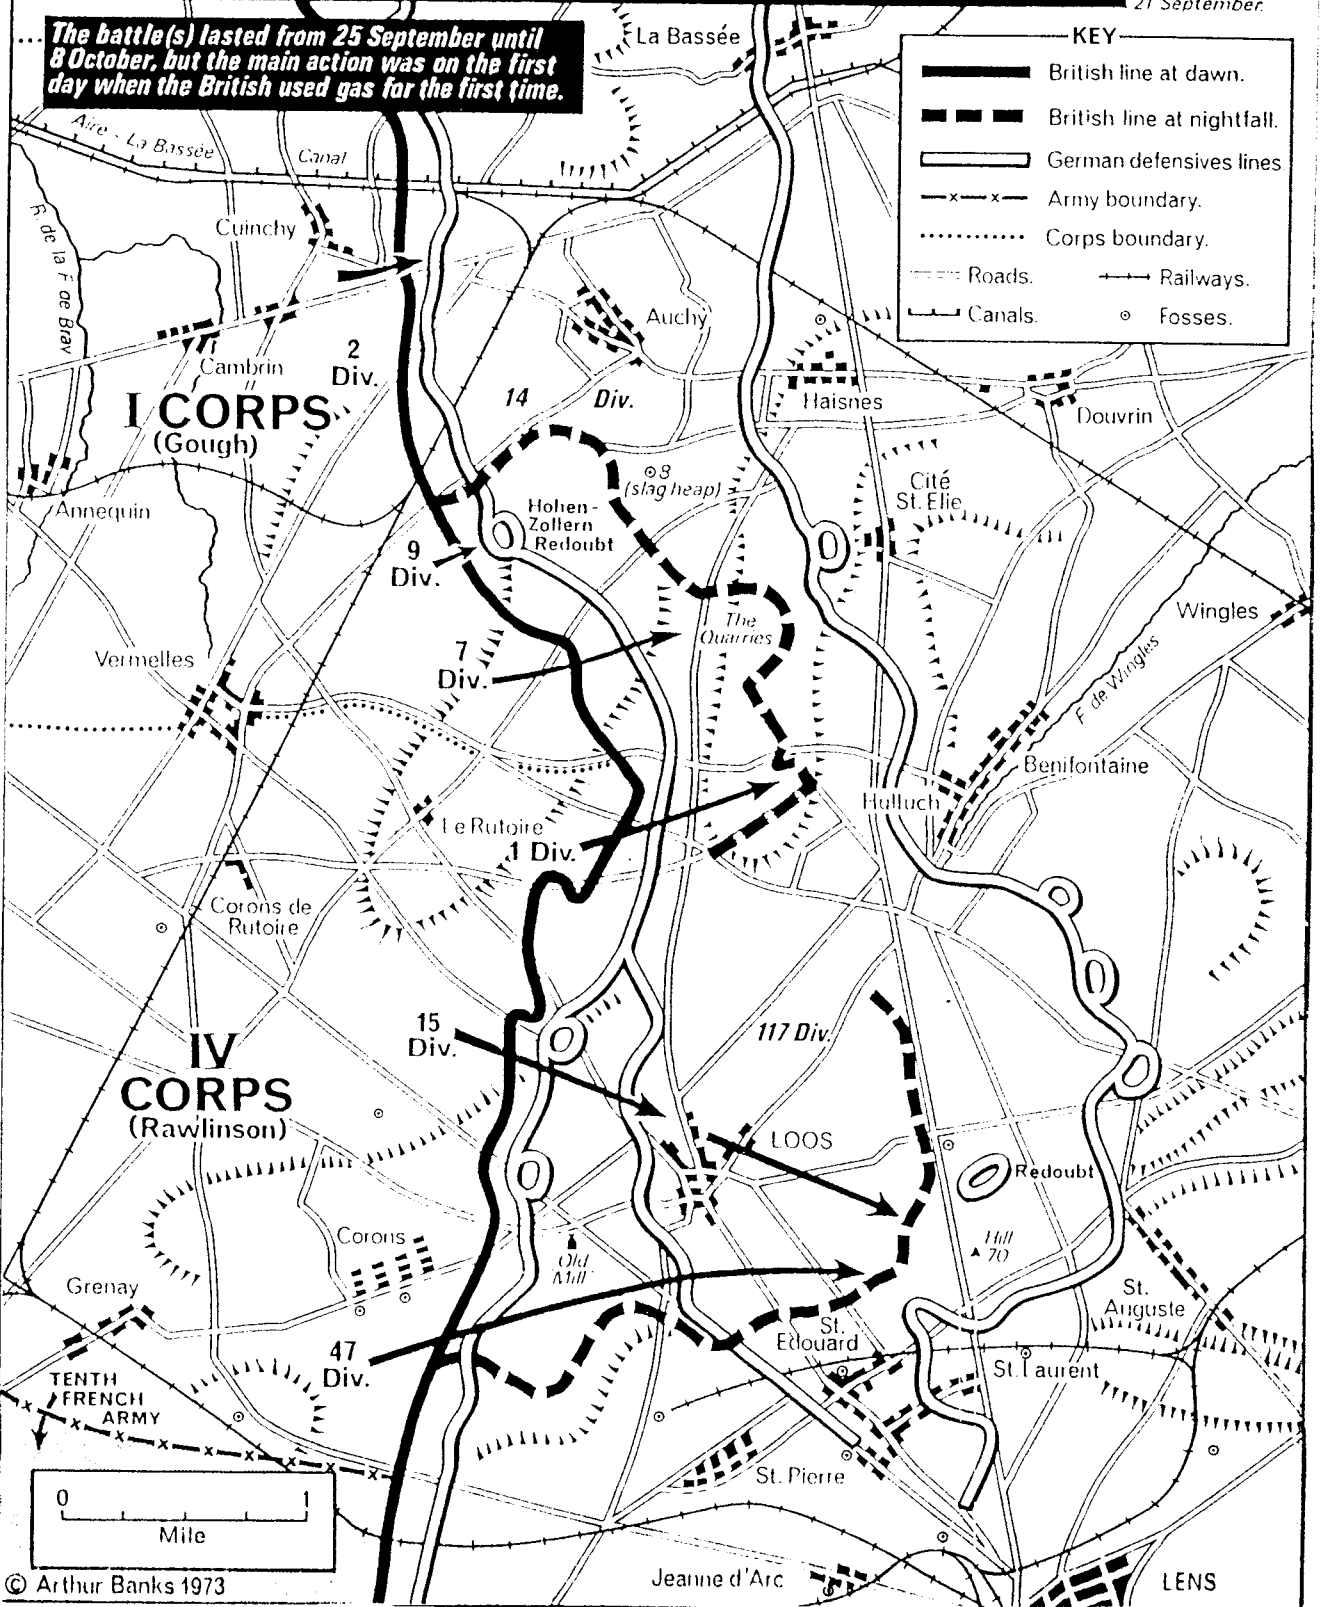 21 September.
... The battle(s) lasted from 25 September until
8 October, but the main action was on the first
day when the British used gas for the first time.
La Bassée
KEY
British line at dawn.
British line at nightfall.
German defensives lines
Army boundary.
Corps boundary.
Roads.
Railways.
Canals.
Fosses.
Aire - La Bassée
Canal
Cuinchy
R. de la F. de Bray
Auchy
Cambrin
2
Div.
14 Div.
Haisnes
Douvrin
I CORPS
(Gough)
8
(slag heap)
Cité
St. Elie
Annequin
Hohen-
Zollern
Redoubt
9
Div.
Wingles
The
Quarries
Vermelles
7
Div.
F. de Wingles
Benifontaine
Hulluch
Le Rutoire
1 Div.
Corons de
Rutoire
15
Div.
117 Div.
IV
CORPS
(Rawlinson)
LOOS
Redoubt
Corons
Old
Mill
Hill
70
Grenay
St.
Auguste
St.
Edouard
47
Div.
St. Laurent
TENTH
FRENCH
ARMY
St. Pierre
0 1
Mile
© Arthur Banks 1973
Jeanne d'Arc
LENS